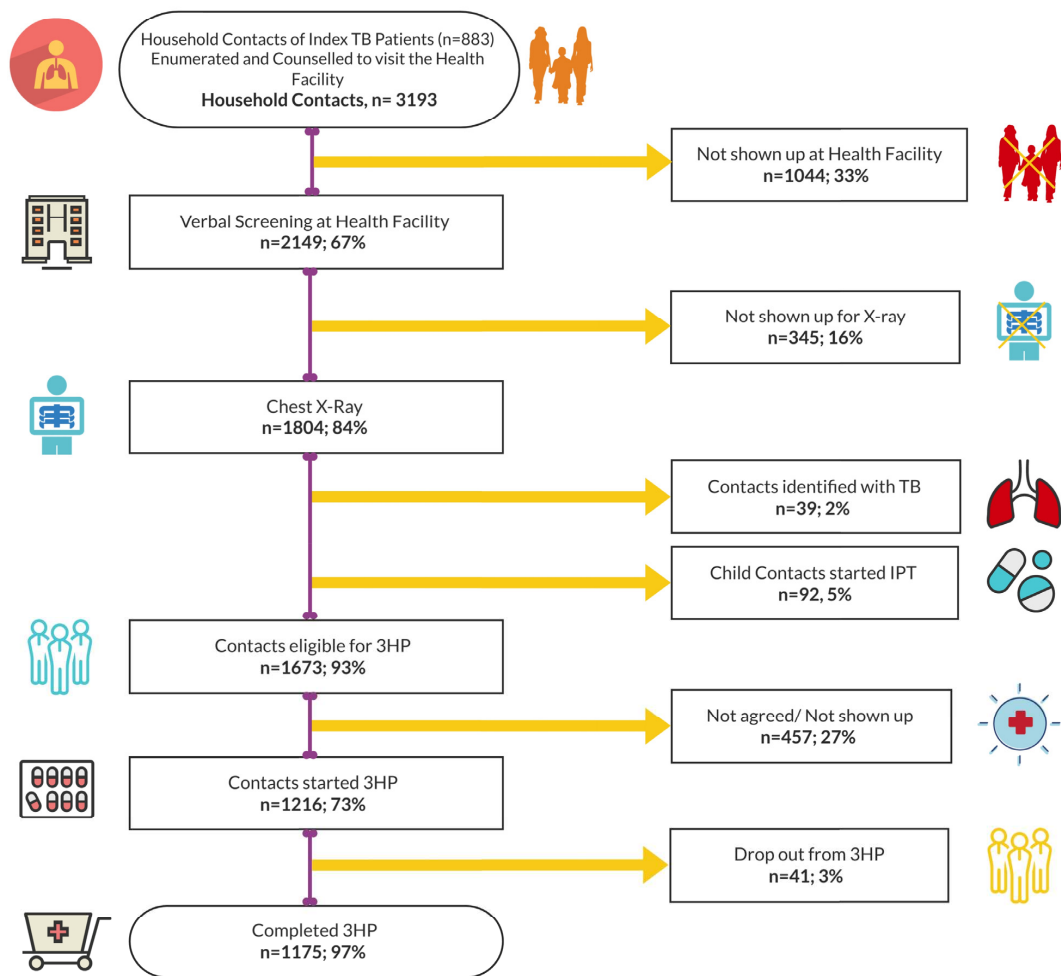 Household Contacts of Index TB Patients (n=883)
Enumerated and Counselled to visit the Health
Facility
Household Contacts, n= 3193
Not shown up at Health Facility
n=1044; 33%
Verbal Screening at Health Facility
n=2149; 67%
Not shown up for X-ray
n=345; 16%
Chest X-Ray
n=1804; 84%
Contacts identified with TB
n=39; 2%
Child Contacts started IPT
n=92, 5%
Contacts eligible for 3HP
n=1673; 93%
Not agreed/ Not shown up
n=457; 27%
Contacts started 3HP
n=1216; 73%
Drop out from 3HP
n=41; 3%
Completed 3HP
n=1175; 97%